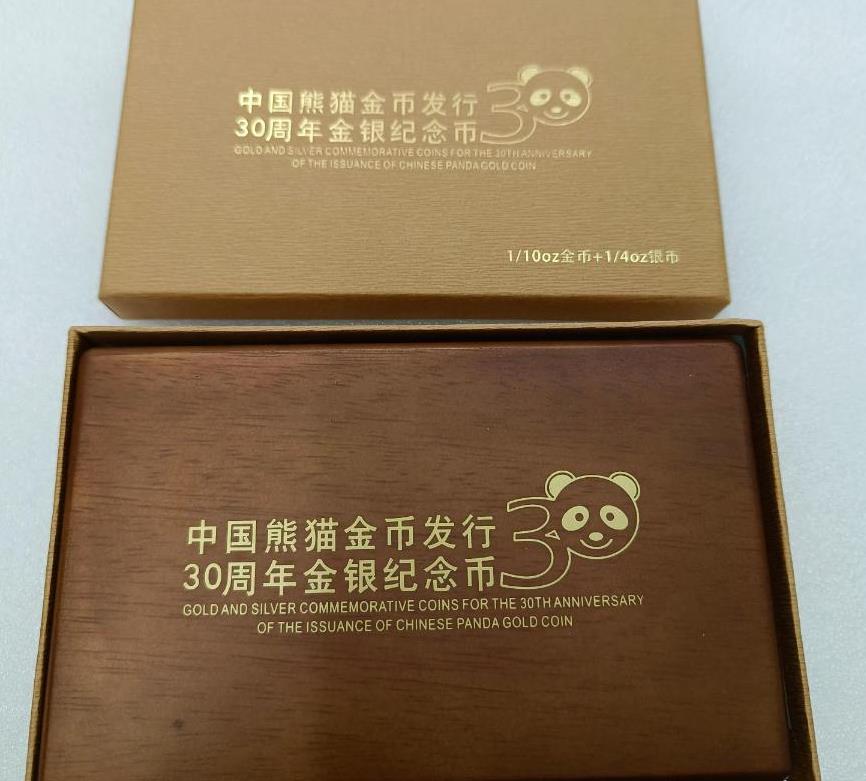 中国熊猫金币发行
30周年金银纪念币
30
GOLD AND SILVER COMMEMORATIVE COINS FOR THE 30TH ANNIVERSARY
OF THE ISSUANCE OF CHINESE PANDA GOLD COIN
1/10oz金币+1/4oz银币
中国熊猫金币发行
30周年金银纪念币
30
GOLD AND SILVER COMMEMORATIVE COINS FOR THE 30TH ANNIVERSARY
OF THE ISSUANCE OF CHINESE PANDA GOLD COIN